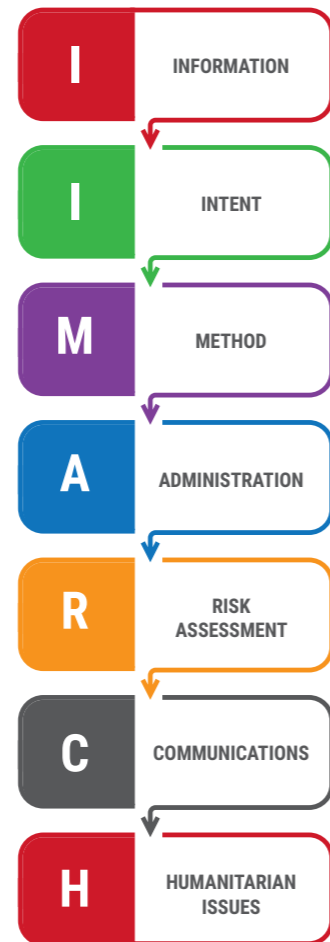 I
INFORMATION
I
INTENT
M
METHOD
A
ADMINISTRATION
R
RISK
ASSESSMENT
C
COMMUNICATIONS
H
HUMANITARIAN
ISSUES